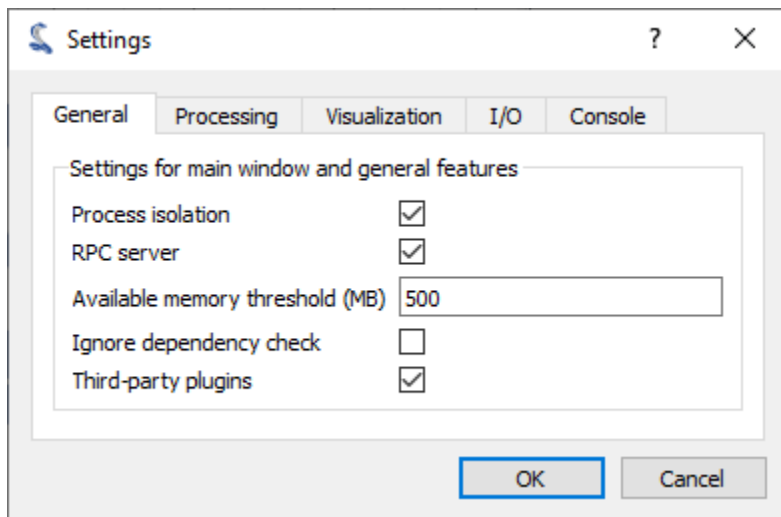 Settings
?
General Processing Visualization I/O Console
Settings for main window and general features
Process isolation
RPC server
Available memory threshold (MB) 500
Ignore dependency check
Third-party plugins
OK Cancel